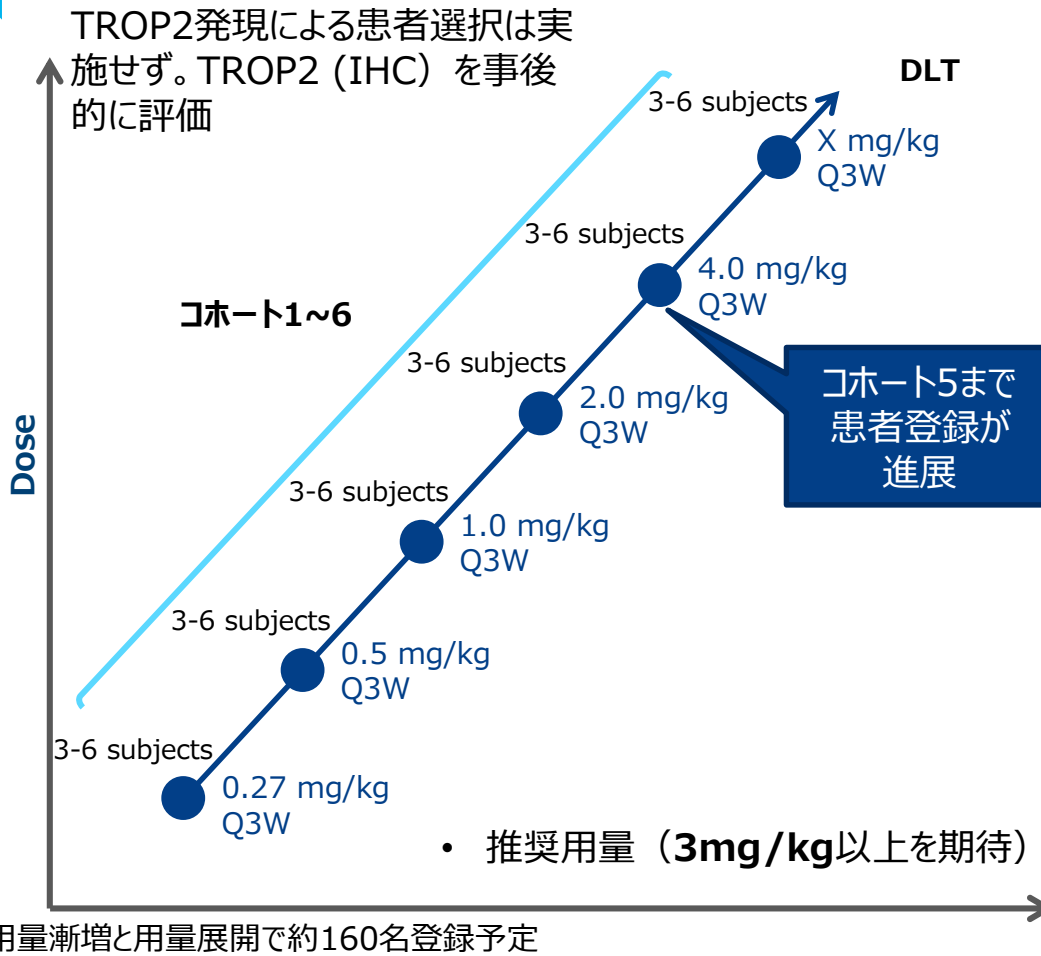 TROP2発現による患者選択は実
施せず。TROP2 (IHC) を事後
的に評価
DLT
3-6 subjects
X mg/kg
Q3W
3-6 subjects
4.0 mg/kg
Q3W
コホート1~6
3-6 subjects
2.0 mg/kg
Q3W
コホート5まで
患者登録が
進展
Dose
3-6 subjects
1.0 mg/kg
Q3W
3-6 subjects
0.5 mg/kg
Q3W
3-6 subjects
0.27 mg/kg
Q3W
• 推奨用量（3mg/kg以上を期待）
用量漸増と用量展開で約160名登録予定